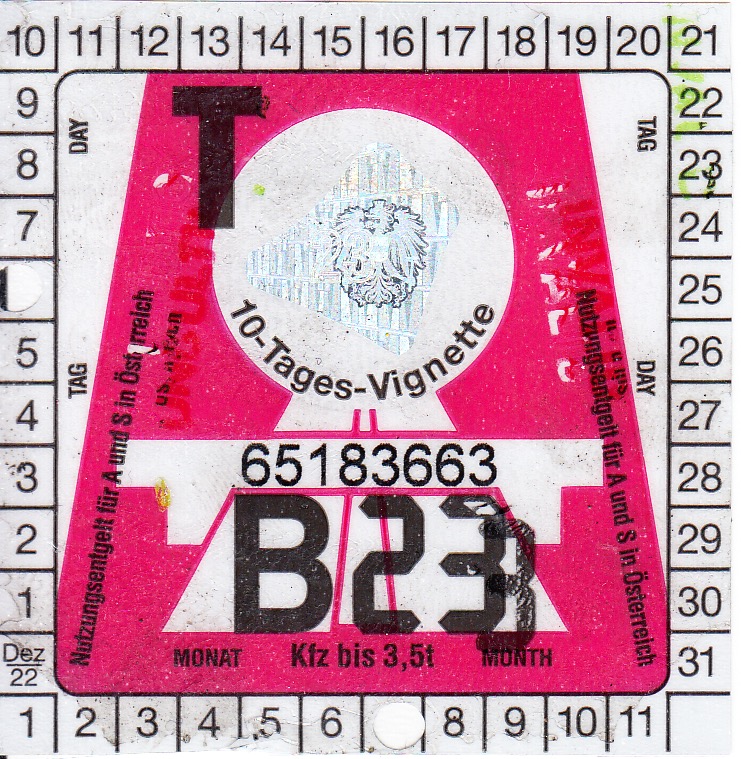 10 11 12 13 14 15 16 17 18 19 20 21
9 22
8 DAY TAG 23
7 24
T
25
5 TAG DAY 26
4 27
3 28
2 29
1 30
Dez
22
31
1 2 3 4 5 6 8 9 10 11
10-Tages-Vignette
65183663
B23
MONAT Kfz bis 3,5t MONTH
Nutzungsentgelt für A und S in Österreich
Nutzungsentgelt für A und S in Österreich